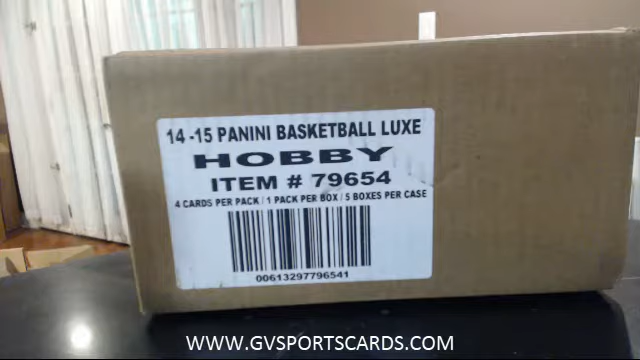 14 -15 PANINI BASKETBALL LUXE
HOBBY
ITEM # 79654
4 CARDS PER PACK / 1 PACK PER BOX / 5 BOXES PER CASE
00613297796541
WWW.GVSPORTSCARDS.COM